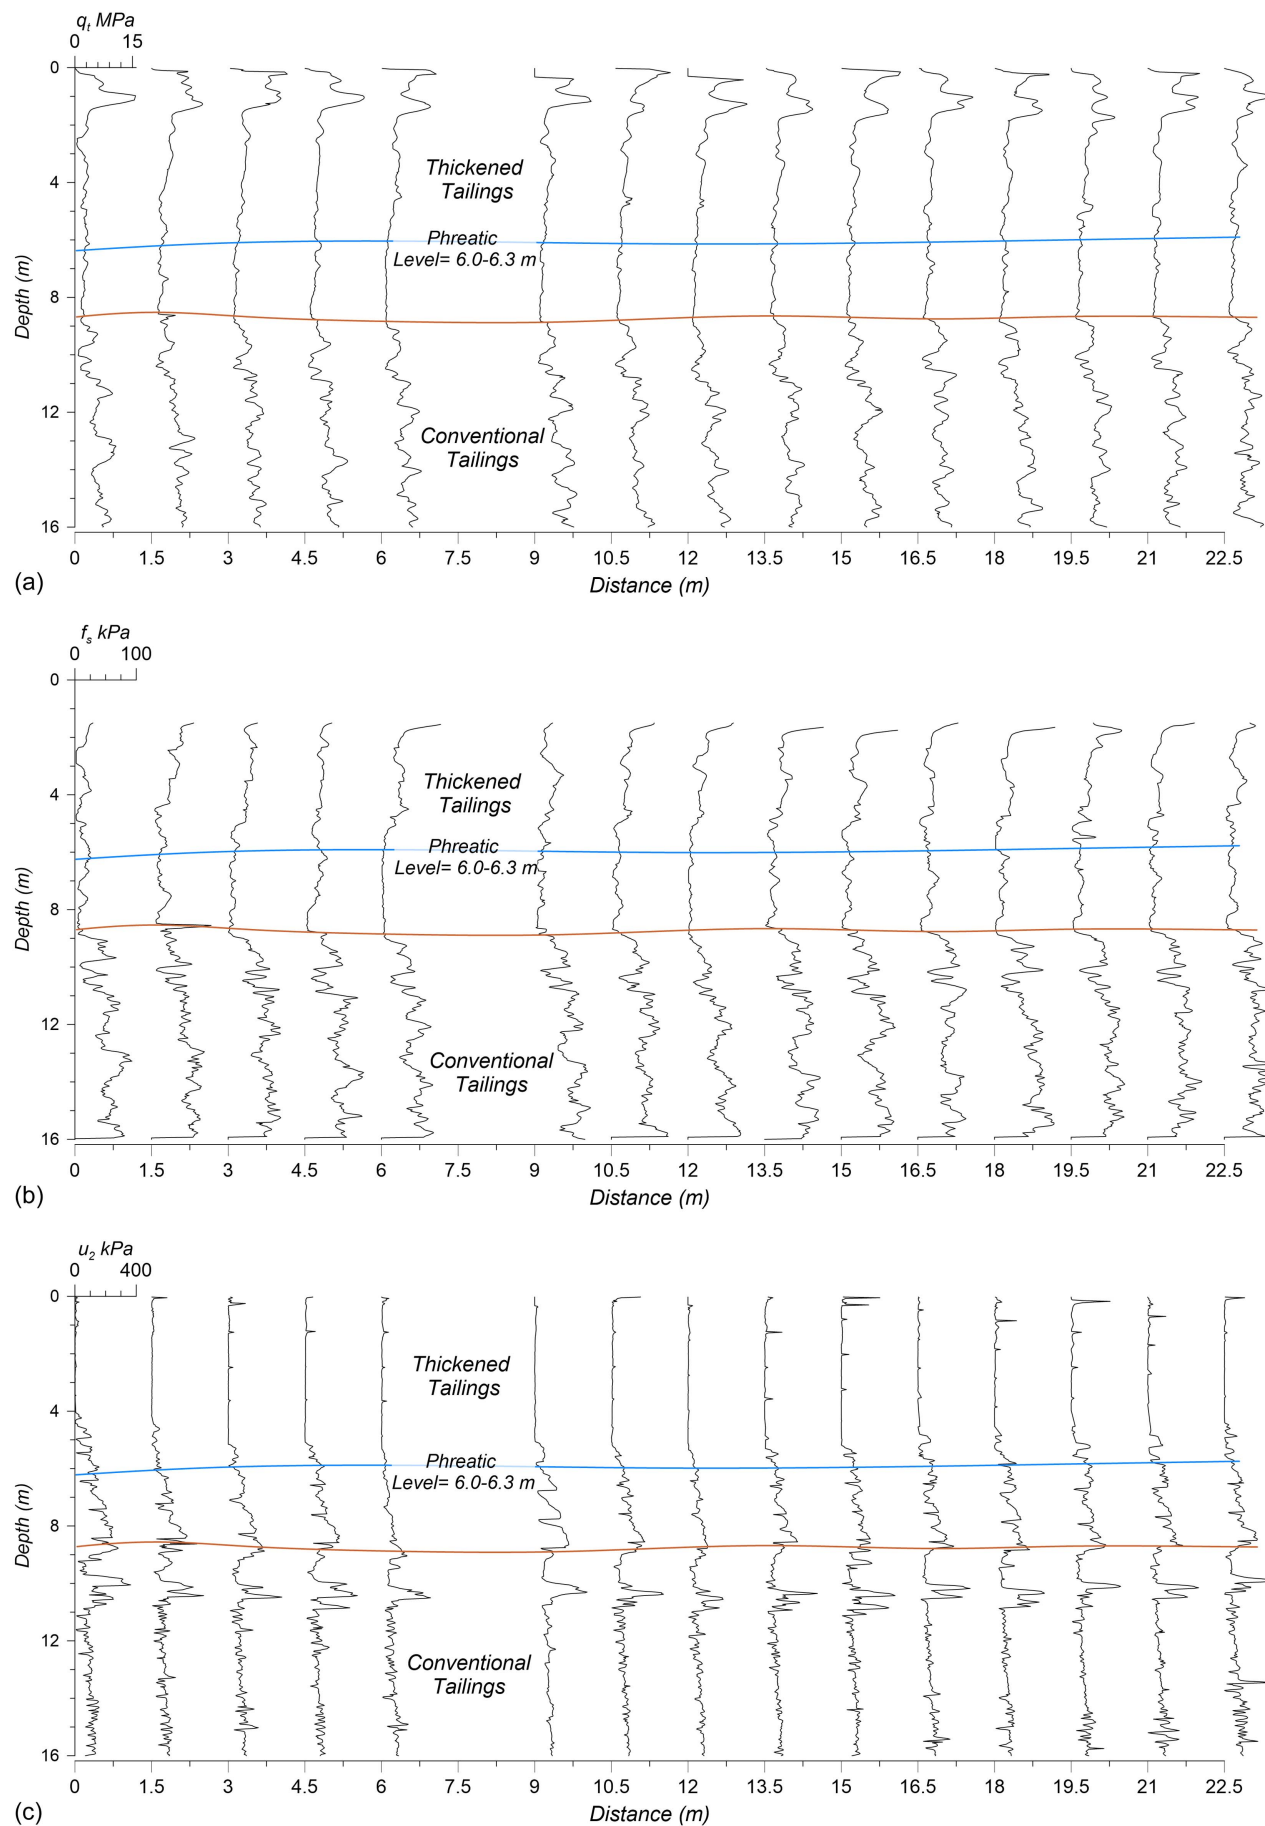 q_t MPa
0 15
0
4
8
12
16
Depth (m)
Thickened
Tailings
Phreatic
Level= 6.0-6.3 m
Conventional
Tailings
0 1.5 3 4.5 6 7.5 9 10.5 12 13.5 15 16.5 18 19.5 21 22.5
Distance (m)
(a)
f_s kPa
0 100
0
4
8
12
16
Depth (m)
Thickened
Tailings
Phreatic
Level= 6.0-6.3 m
Conventional
Tailings
0 1.5 3 4.5 6 7.5 9 10.5 12 13.5 15 16.5 18 19.5 21 22.5
Distance (m)
(b)
u_2 kPa
0 400
0
4
8
12
16
Depth (m)
Thickened
Tailings
Phreatic
Level= 6.0-6.3 m
Conventional
Tailings
0 1.5 3 4.5 6 7.5 9 10.5 12 13.5 15 16.5 18 19.5 21 22.5
Distance (m)
(c)